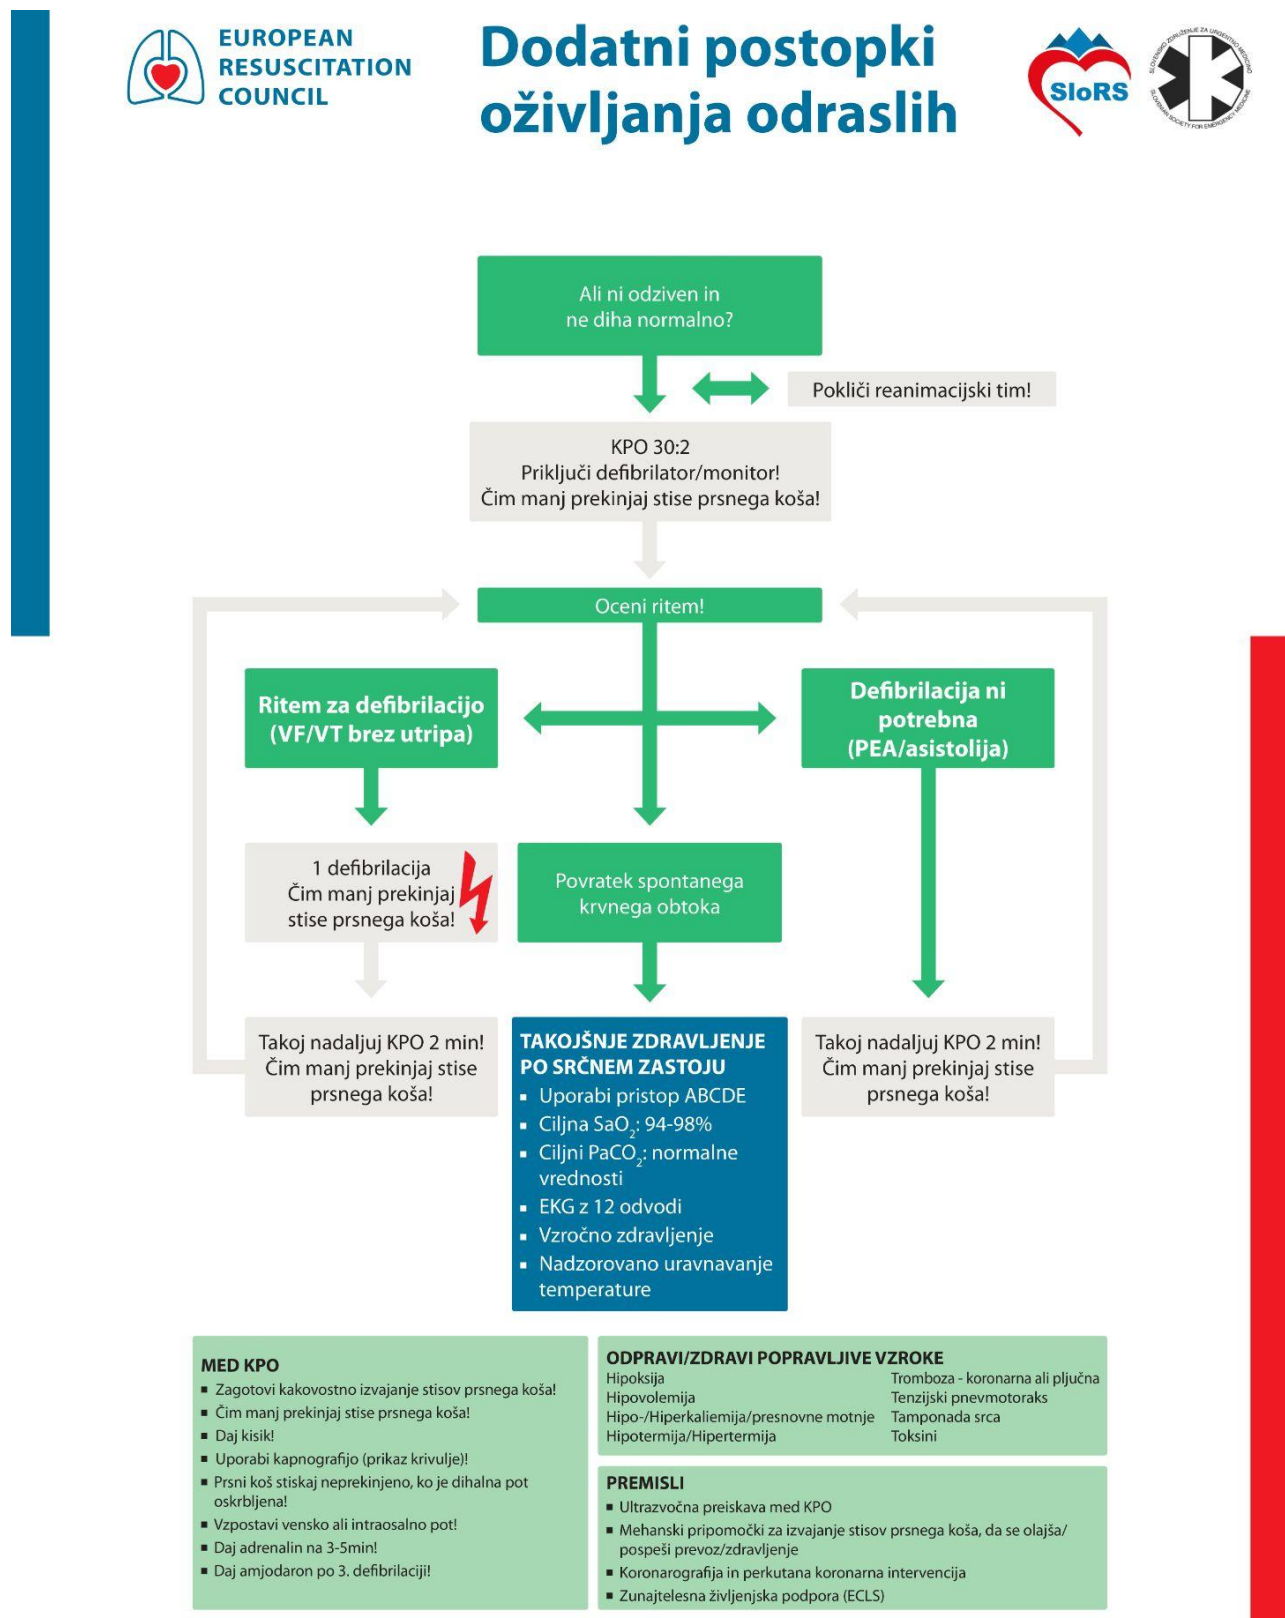 EUROPEAN
RESUSCITATION
COUNCIL
Dodatni postopki
oživljanja odraslih
SloRS
SLOVENSKO ZDRUŽENJE ZA URGENTNO MEDICINO
SLOVENIAN SOCIETY FOR EMERGENCY MEDICINE
Ali ni odziven in
ne diha normalno?
Pokliči reanimacijski tim!
KPO 30:2
Priključi defibrilator/monitor!
Čim manj prekinjaj stise prsnega koša!
Oceni ritem!
Ritem za defibrilacijo
(VF/VT brez utripa)
Defibrilacija ni
potrebna
(PEA/asistolija)
1 defibrilacija
Čim manj prekinjaj
stise prsnega koša!
Povratek spontanega
krvnega obtoka
Takoj nadaljuj KPO 2 min!
Čim manj prekinjaj stise
prsnega koša!
TAKOJŠNJE ZDRAVLJENJE
PO SRČNEM ZASTOJU
▪ Uporabi pristop ABCDE
▪ Ciljna SaO₂: 94-98%
▪ Ciljni PaCO₂: normalne
vrednosti
▪ EKG z 12 odvodi
▪ Vzročno zdravljenje
▪ Nadzorovano uravnavanje
temperature
Takoj nadaljuj KPO 2 min!
Čim manj prekinjaj stise
prsnega koša!
MED KPO
▪ Zagotovi kakovostno izvajanje stisov prsnega koša!
▪ Čim manj prekinjaj stise prsnega koša!
▪ Daj kisik!
▪ Uporabi kapnografijo (prikaz krivulje)!
▪ Prsni koš stiskaj neprekinjeno, ko je dihalna pot
oskrbljena!
▪ Vzpostavi vensko ali intraosalno pot!
▪ Daj adrenalin na 3-5min!
▪ Daj amjodaron po 3. defibrilaciji!
ODPRAVI/ZDRAVI POPRAVLJIVE VZROKE
Hipoksija
Hipovolemija
Hipo-/Hiperkaliemija/presnovne motnje
Hipotermija/Hipertermija
Tromboza - koronarna ali pljučna
Tenzijski pnevmotoraks
Tamponada srca
Toksini
PREMISLI
▪ Ultrazvočna preiskava med KPO
▪ Mehanski pripomočki za izvajanje stisov prsnega koša, da se olajša/
pospeši prevoz/zdravljenje
▪ Koronarografija in perkutana koronarna intervencija
▪ Zunajtelesna življenjska podpora (ECLS)